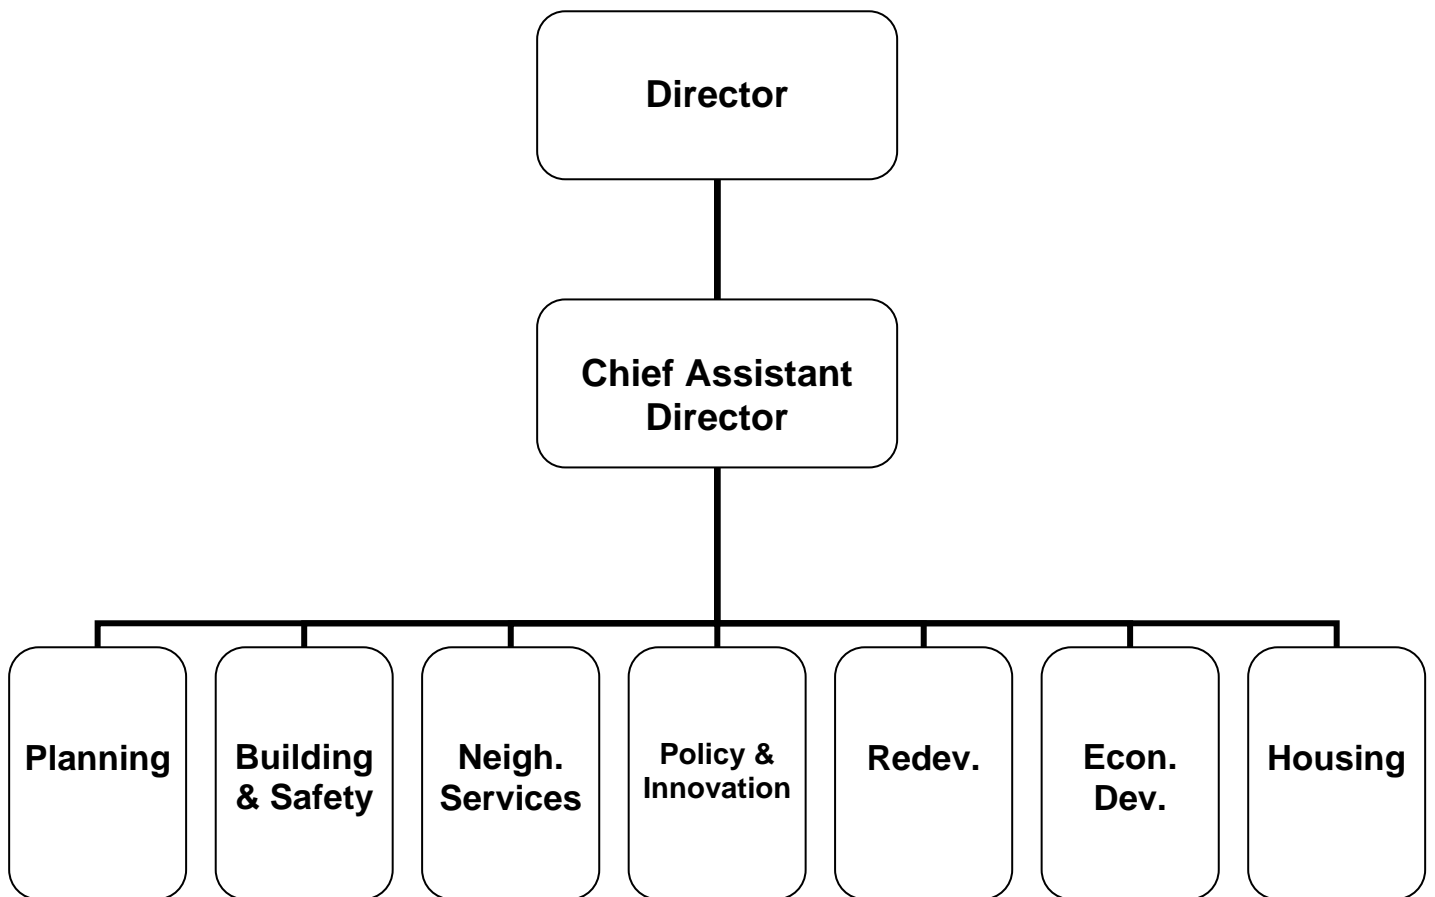 Director
Chief Assistant
Director
Planning
Building
& Safety
Neigh.
Services
Policy &
Innovation
Redev.
Econ.
Dev.
Housing